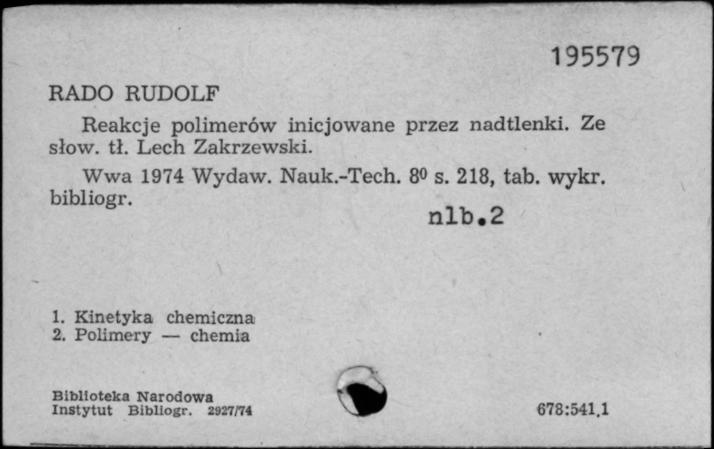 195579
RADO RUDOLF
Reakcje polimerów inicjowane przez nadtlenki. Ze
słow. tł. Lech Zakrzewski.
Wwa 1974 Wydaw. Nauk.-Tech. 8⁰ s. 218, tab. wykr.
bibliogr.
nlb.2
1. Kinetyka chemiczna
2. Polimery — chemia
Biblioteka Narodowa
Instytut Bibliogr. 2927/74
678:541.1